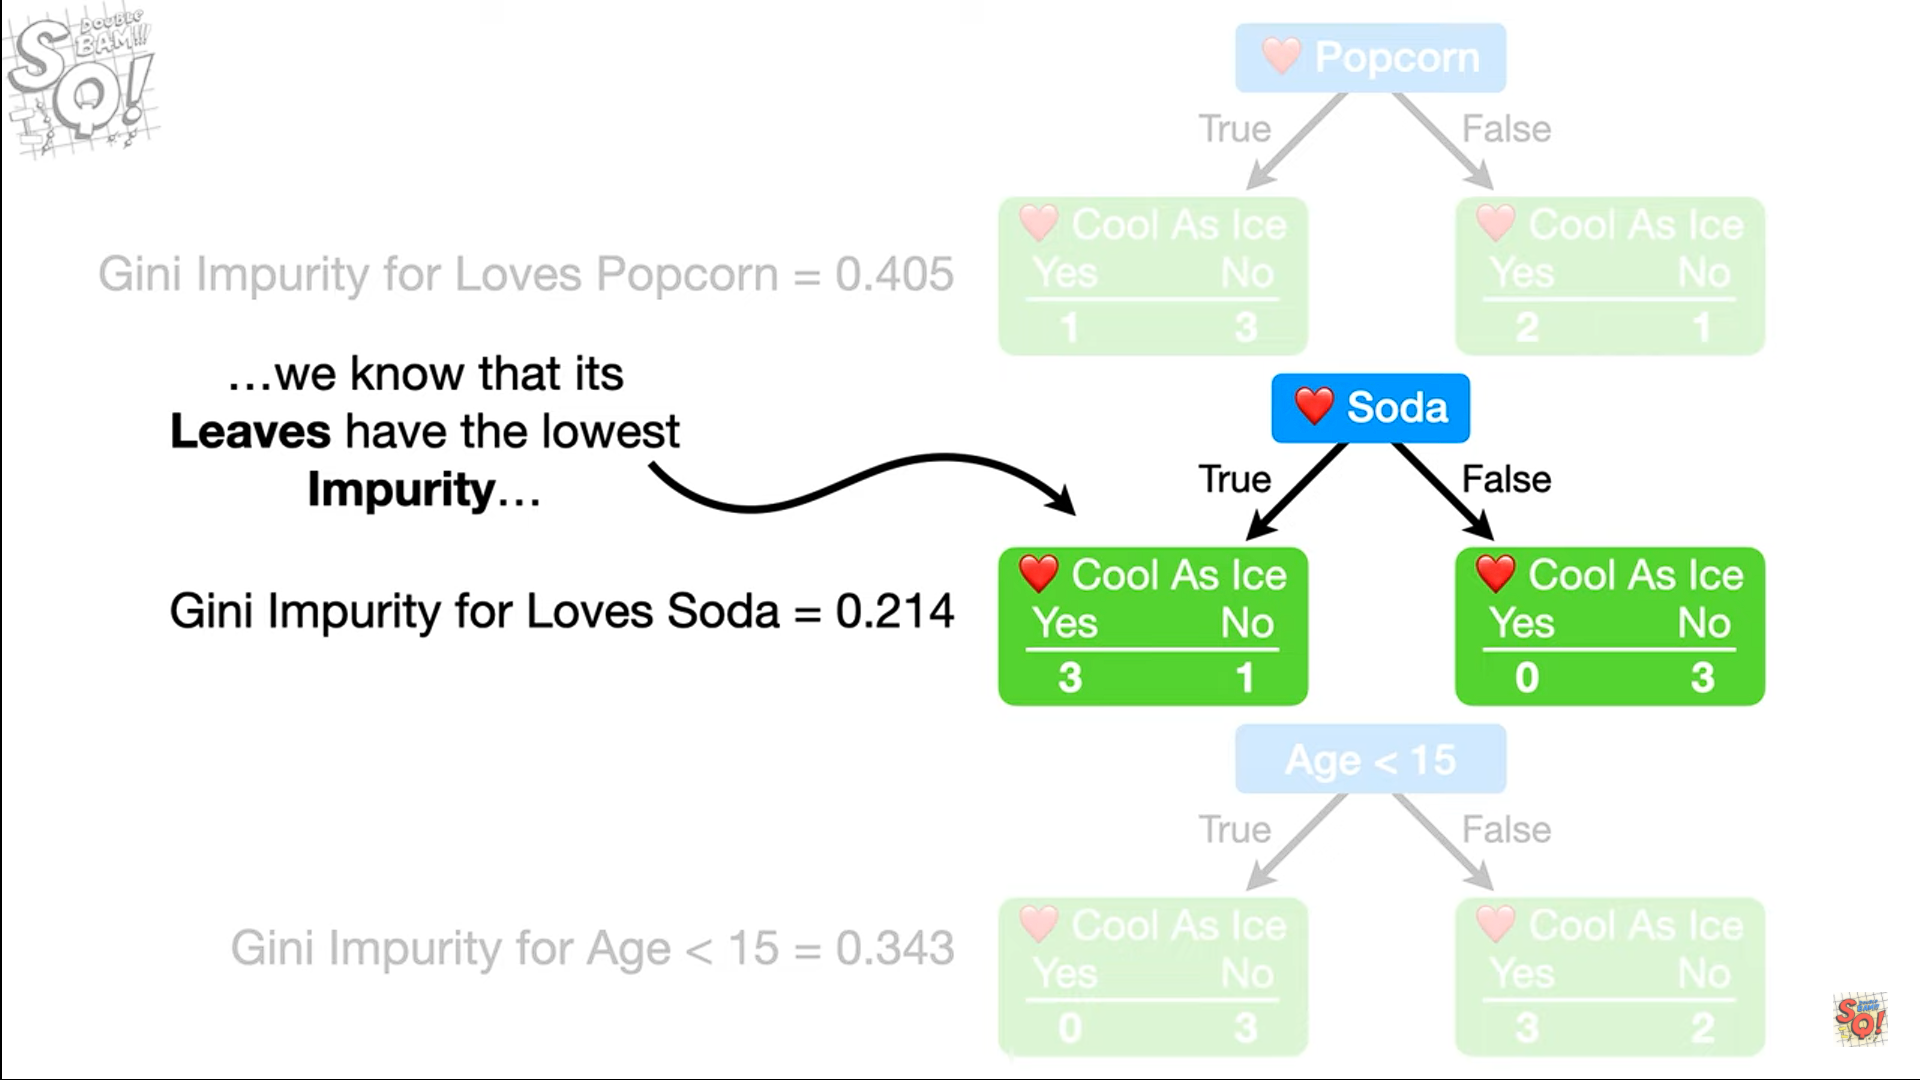 DOUBLE
BAM!!!
SQ!
❤️ Popcorn
True False
❤️ Cool As Ice
Yes No
1 3
❤️ Cool As Ice
Yes No
2 1
Gini Impurity for Loves Popcorn = 0.405
…we know that its
Leaves have the lowest
Impurity…
❤️ Soda
True False
Gini Impurity for Loves Soda = 0.214
❤️ Cool As Ice
Yes No
3 1
❤️ Cool As Ice
Yes No
0 3
Age < 15
True False
Gini Impurity for Age < 15 = 0.343
❤️ Cool As Ice
Yes No
0 3
❤️ Cool As Ice
Yes No
3 2
DOUBLE
BAM!!!
SQ!